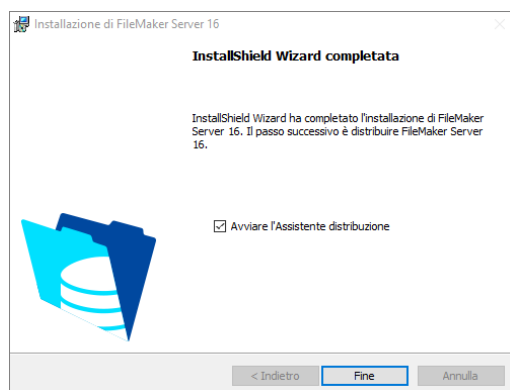 Installazione di FileMaker Server 16
InstallShield Wizard completata
InstallShield Wizard ha completato l'installazione di FileMaker
Server 16. Il passo successivo è distribuire FileMaker Server
16.
Avviare l'Assistente distribuzione
< Indietro
Fine
Annulla